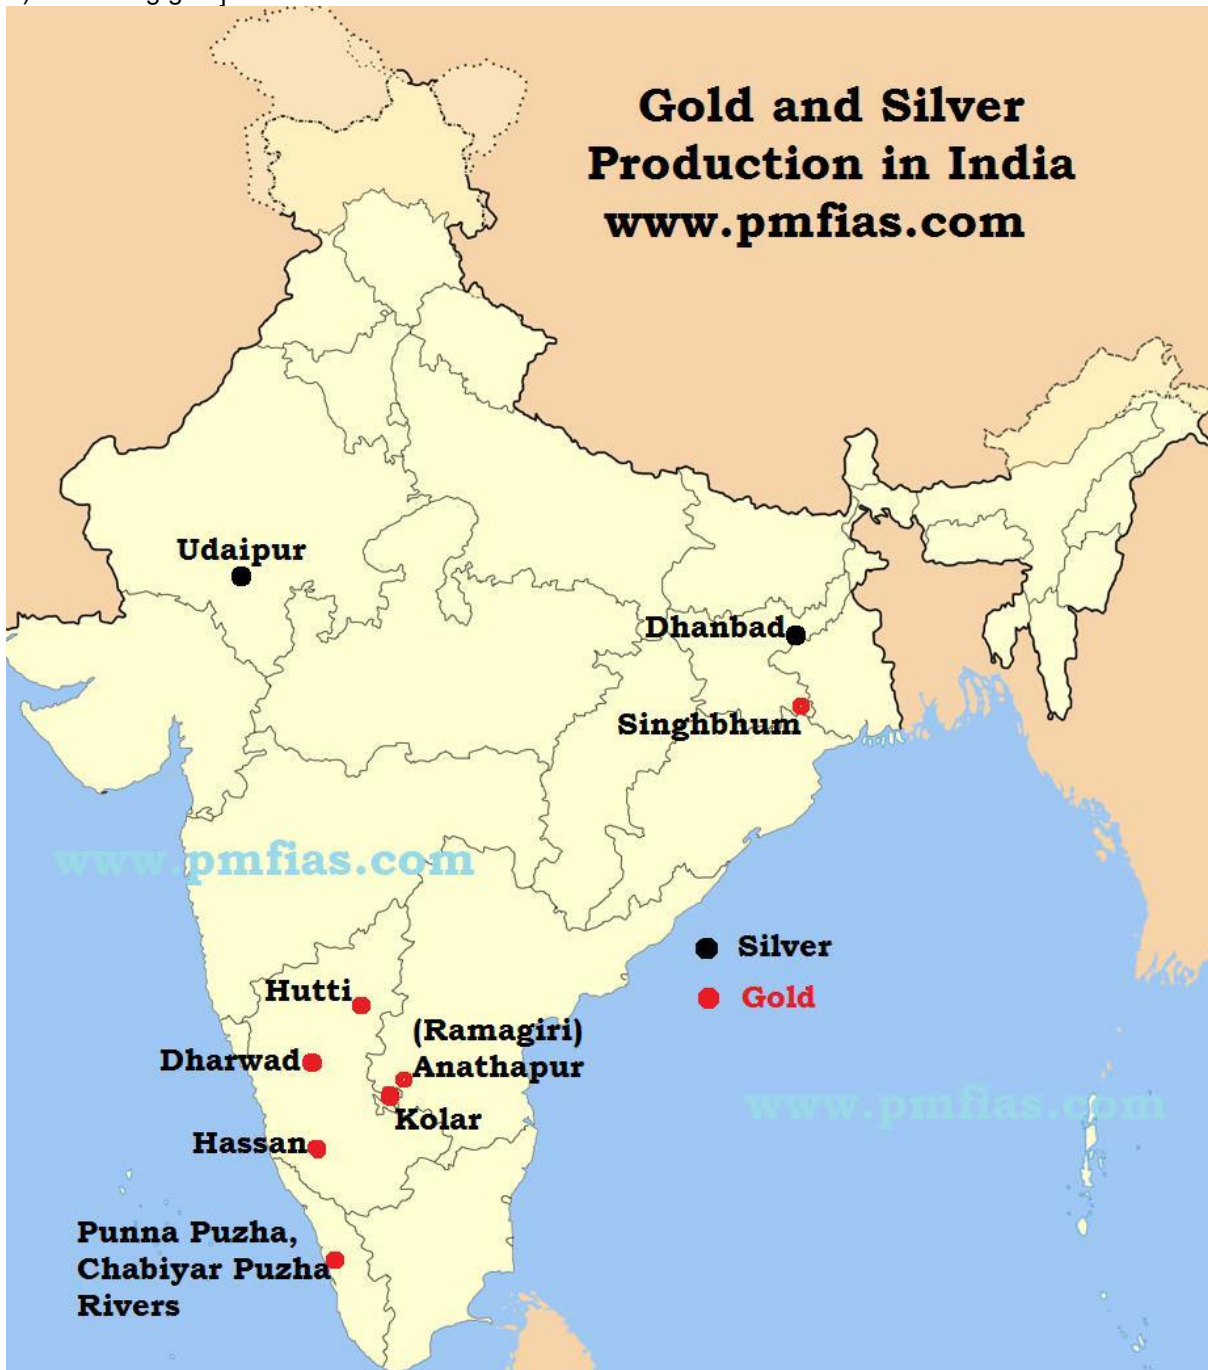 Gold and Silver
Production in India
www.pmfias.com
Udaipur
Dhanbad
Singhbhum
www.pmfias.com
Silver
Gold
Hutti
(Ramagiri)
Anathapur
Dharwad
Kolar
www.pmfias.com
Hassan
Punna Puzha,
Chabiyar Puzha
Rivers